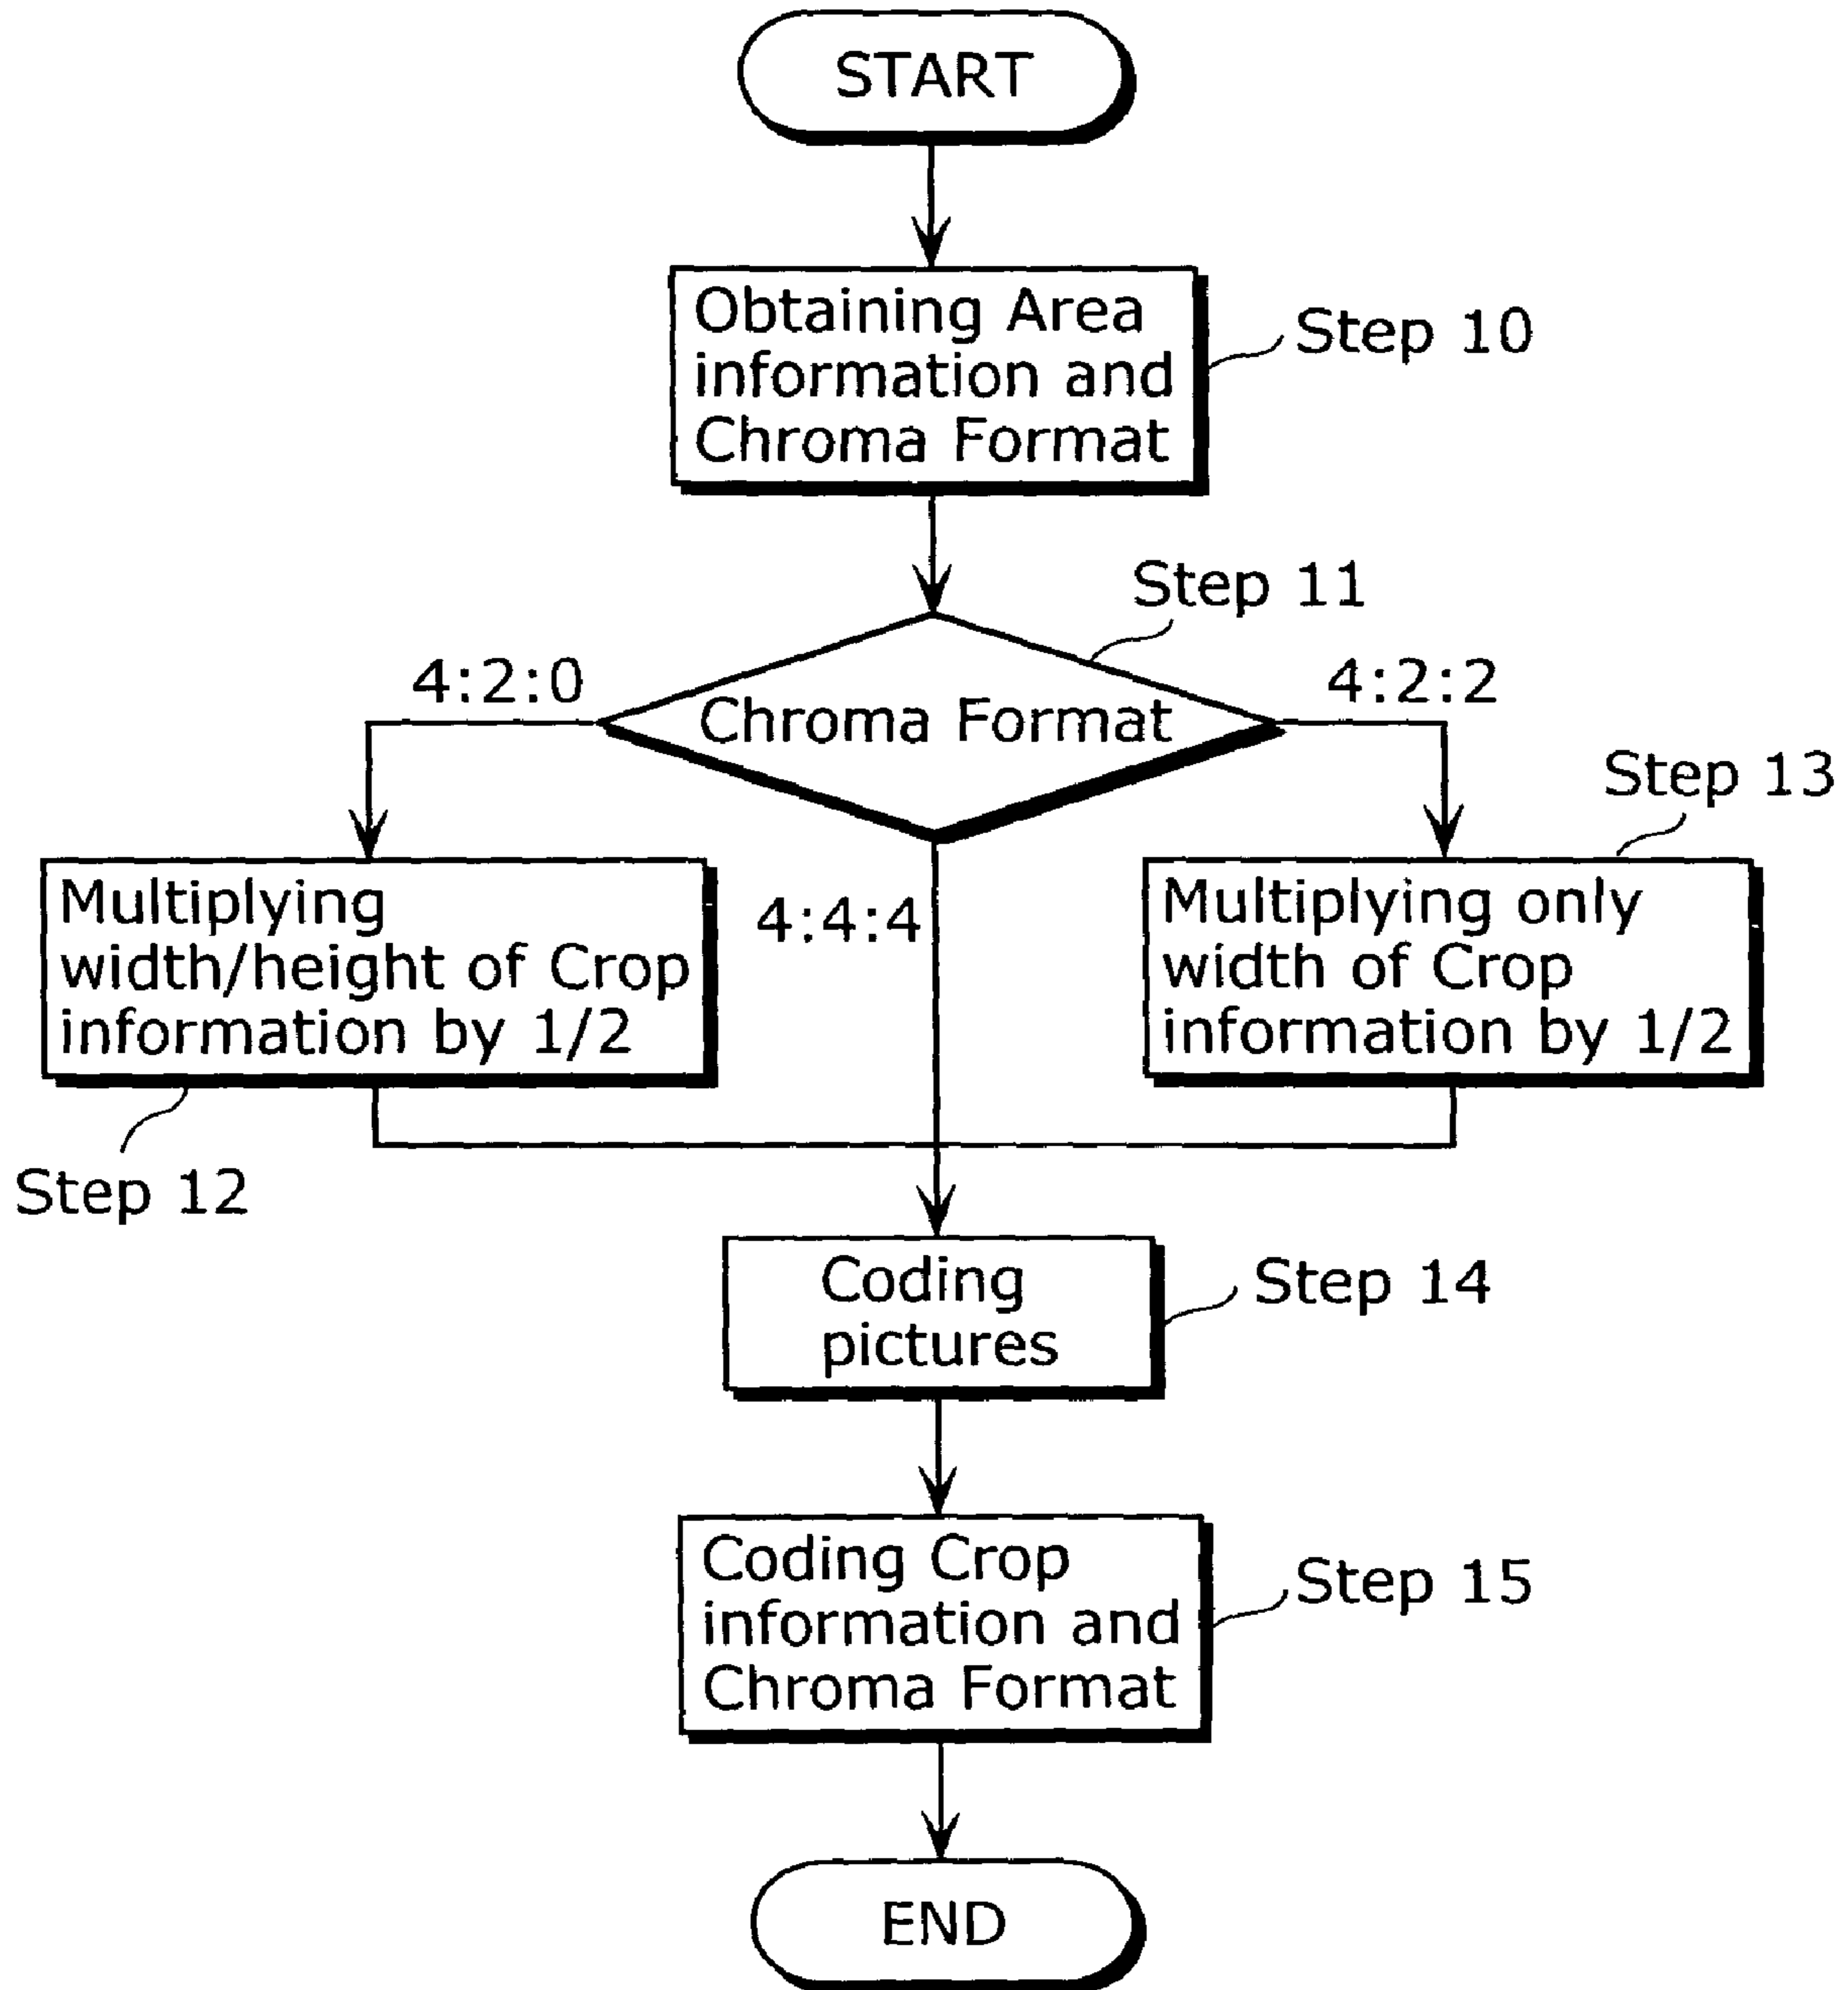 START
Obtaining Area
information and
Chroma Format
Step 10
Step 11
4:2:0
Chroma Format
4:2:2
Step 13
Multiplying
width/height of Crop
information by 1/2
4:4:4
Multiplying only
width of Crop
information by 1/2
Step 12
Coding
pictures
Step 14
Coding Crop
information and
Chroma Format
Step 15
END